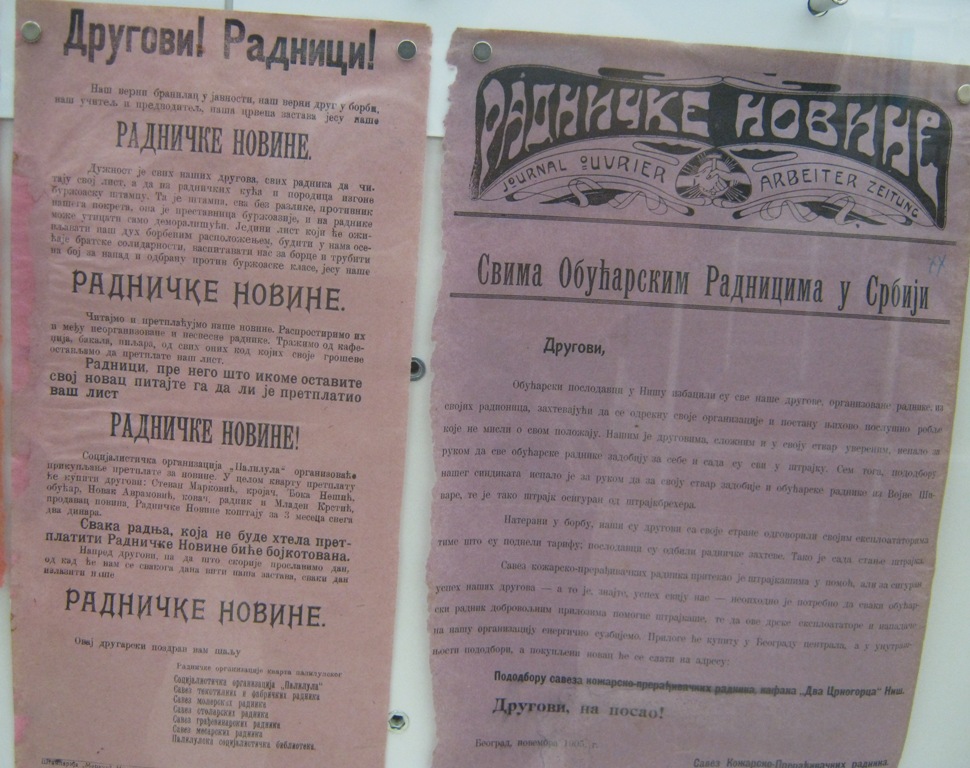 Другови! Радници!
Наш верни бранилац у јавности, наш верни друг у борби,
наш учитељ и предводитељ, наша црвена застава јесу наше
РАДНИЧКЕ НОВИНЕ.
Дужност је свих наших другова, свих радника да чи-
тају свој лист, а да из радничких кућа и породица изгоне
буржоаску штампу. Та је штампа, сва без разлике, противник
нашега покрета, она је преставница буржоазије, и на раднике
може утицати само деморалишући. Једини лист који ће ожи-
вљавати наш дух борбеним расположењем, будити у нама осе-
ћаје братске солидарности, васпитавати нас за борце и трубити
на бој за напад и одбрану против буржоаске класе, јесу наше
РАДНИЧКЕ НОВИНЕ.
Читајмо и претплаћујмо наше новине. Распростиримо их
и међу неорганизоване и несвесне раднике. Тражимо од кафе-
џија, бакала, пиљара, од свих оних код којих своје грошеве
остављамо да претплате наш лист.
Радници, пре него што икоме оставите
свој новац питајте га да ли је претплатио
ваш лист
РАДНИЧКЕ НОВИНЕ!
Социјалистичка организација „Палилула“ организоваће
прикупљање претплате за новине. У целом кварту претплату
ће купити другови: Стеван Марковић, кројач, Ђока Нешић,
обућар, Новак Аврамовић, ковач, радник и Младен Крстић,
продавац новина. Радничке Новине коштају за 3 месеца свега
два динара.
Свака радња, која не буде хтела прет-
платити Радничке Новине биће бојкотована.
Напред другови, па да што скорије прославимо дан,
од кад ће нам се свакога дана вити наша застава, сваки дан
излазити наше
РАДНИЧКЕ НОВИНЕ.
Овај другарски поздрав вам шаљу
Радничке организације кварта палилулског
Социјалистичка организација „Палилула“
Савез текстилних и фабричких радника
Савез молерских радника
Савез столарских радника
Савез грађевинарских радника
Савез месарских радника
Палилулска социјалистичка библиотека.
РАДНИЧКЕ НОВИНЕ
JOURNAL OUVRIER
ARBEITER ZEITUNG
77
Свима Обућарским Радницима у Србији
Другови,
Обућарски послодавци у Нишу избацили су све наше другове, организоване раднике, из
својих радионица, захтевајући да се одрекну своје организације и постану њихово послушно робље
које не мисли о свом положају. Нашим је друговима, сложним и у своју ствар увереним, испало за
руком да све обућарске раднике задобију за себе и сада су сви у штрајку. Сем тога, пододбору
нашег синдиката испало је за руком да за своју ствар задобије и обућарске раднике из Војне Ши-
варе, те је тако штрајк осигуран од штрајкбрехера.
Натерани у борбу, наши су другови са своје стране одговорили својим експлоататорима
тиме што су поднели тарифу; послодавци су одбили радничке захтеве. Тако је сада стање штрајка
Савез кожарско-прерађивачких радника притекао је штрајкашима у помоћ, али за сигуран
успех наших другова — а то је, знајте, успех свију нас — неопходно је потребно да сваки обућар-
ски радник добровољним прилозима помогне штрајкаше, те да ове дрске експлоататоре и нападаче
на нашу организацију енергично сузбијемо. Прилоге ће купити у Београду централа, а у унутраш-
њости пододбори, а покупљени новац ће се слати на адресу:
Пододбору савеза кожарско-прерађивачких радника, кафана „Два Црногорца“ Ниш.
Другови, на посао!
Београд, новембра 1905. г.
Савез Кожарско-Прерађивачких радника.